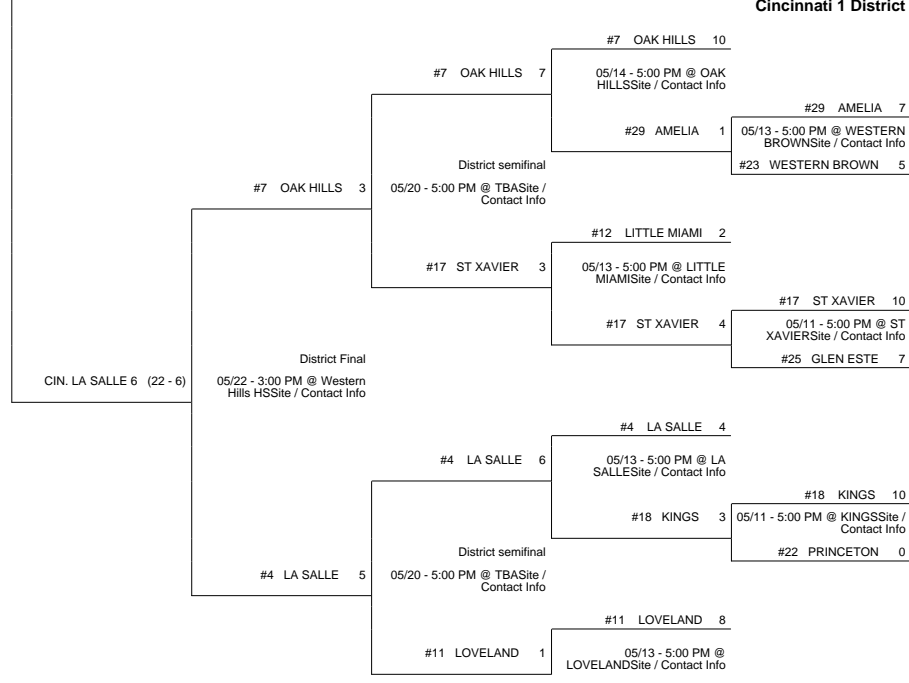 Cincinnati 1 District
#7 OAK HILLS 10
#7 OAK HILLS 7
05/14 - 5:00 PM @ OAK
HILLSSite / Contact Info
#29 AMELIA 7
#29 AMELIA 1
05/13 - 5:00 PM @ WESTERN
BROWNSite / Contact Info
District semifinal
#23 WESTERN BROWN 5
#7 OAK HILLS 3
05/20 - 5:00 PM @ TBASite /
Contact Info
#12 LITTLE MIAMI 2
#17 ST XAVIER 3
05/13 - 5:00 PM @ LITTLE
MIAMISite / Contact Info
#17 ST XAVIER 10
#17 ST XAVIER 4
05/11 - 5:00 PM @ ST
XAVIERSite / Contact Info
District Final
#25 GLEN ESTE 7
CIN. LA SALLE 6 (22 - 6)
05/22 - 3:00 PM @ Western
Hills HSSite / Contact Info
#4 LA SALLE 4
#4 LA SALLE 6
05/13 - 5:00 PM @ LA
SALLESite / Contact Info
#18 KINGS 10
#18 KINGS 3
05/11 - 5:00 PM @ KINGSSite /
Contact Info
District semifinal
#22 PRINCETON 0
#4 LA SALLE 5
05/20 - 5:00 PM @ TBASite /
Contact Info
#11 LOVELAND 8
#11 LOVELAND 1
05/13 - 5:00 PM @
LOVELANDSite / Contact Info